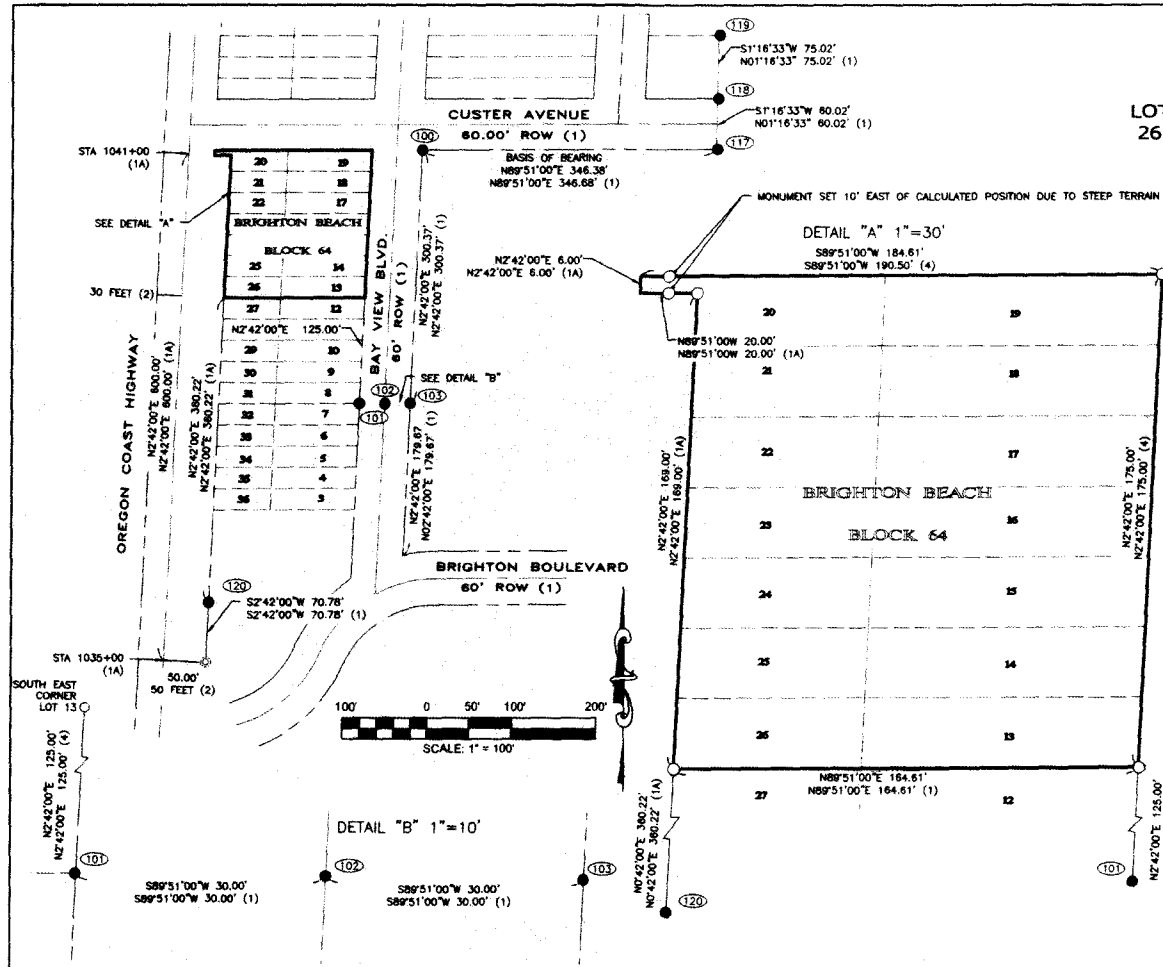 119
S1°16'33"W 75.02'
N01°16'33" 75.02' (1)
118
S1°16'33"W 60.02'
N01°16'33" 60.02' (1)
117
LOT
26
CUSTER AVENUE
60.00' ROW (1)
100
BASIS OF BEARING
N89°51'00"E 346.38'
N89°51'00"E 346.68' (1)
STA 1041+00
(1A)
20 19
21 18
22 17
BRIGHTON BEACH
BLOCK 64
25 14
26 13
27 12
N2°42'00"E 125.00'
29 10
30 9
31 8
32 7
33 6
34 5
35 4
36 3
SEE DETAIL "A"
30 FEET (2)
OREGON COAST HIGHWAY
N2°42'00"E 600.00'
N2°42'00"E 600.00' (1A)
N2°42'00"E 380.22'
N2°42'00"E 380.22' (1A)
BAY VIEW BLVD.
60' ROW (1)
N2°42'00"E 300.37'
N2°42'00"E 300.37' (1)
SEE DETAIL "B"
101
102
103
N2°42'00"E 179.67
N02°42'00"E 179.67' (1)
BRIGHTON BOULEVARD
60' ROW (1)
120
S2°42'00"W 70.78'
S2°42'00"W 70.78' (1)
STA 1035+00
(1A)
50.00'
50 FEET (2)
SOUTH EAST
CORNER
LOT 13
N2°42'00"E 125.00'
N2°42'00"E 125.00' (4)
100' 0 50' 100' 200'
SCALE: 1" = 100'
DETAIL "B" 1"=10'
101
102
103
S89°51'00"W 30.00'
S89°51'00"W 30.00' (1)
S89°51'00"W 30.00'
S89°51'00"W 30.00' (1)
MONUMENT SET 10' EAST OF CALCULATED POSITION DUE TO STEEP TERRAIN
DETAIL "A" 1"=30'
S89°51'00"W 184.61'
S89°51'00"W 190.50' (4)
N2°42'00"E 6.00'
N2°42'00"E 6.00' (1A)
N89°51'00W 20.00'
N89°51'00W 20.00' (1A)
20 19
21 18
22 17
BRIGHTON BEACH
23 16
BLOCK 64
24 15
25 14
26 13
27 12
N2°42'00"E 169.00'
N2°42'00"E 169.00' (1A)
N2°42'00"E 175.00'
N2°42'00"E 175.00' (4)
N89°51'00"E 164.61'
N89°51'00"E 164.61' (1)
N0°42'00"E 380.22'
N0°42'00"E 380.22' (1A)
120
N2°42'00"E 125.00'
101